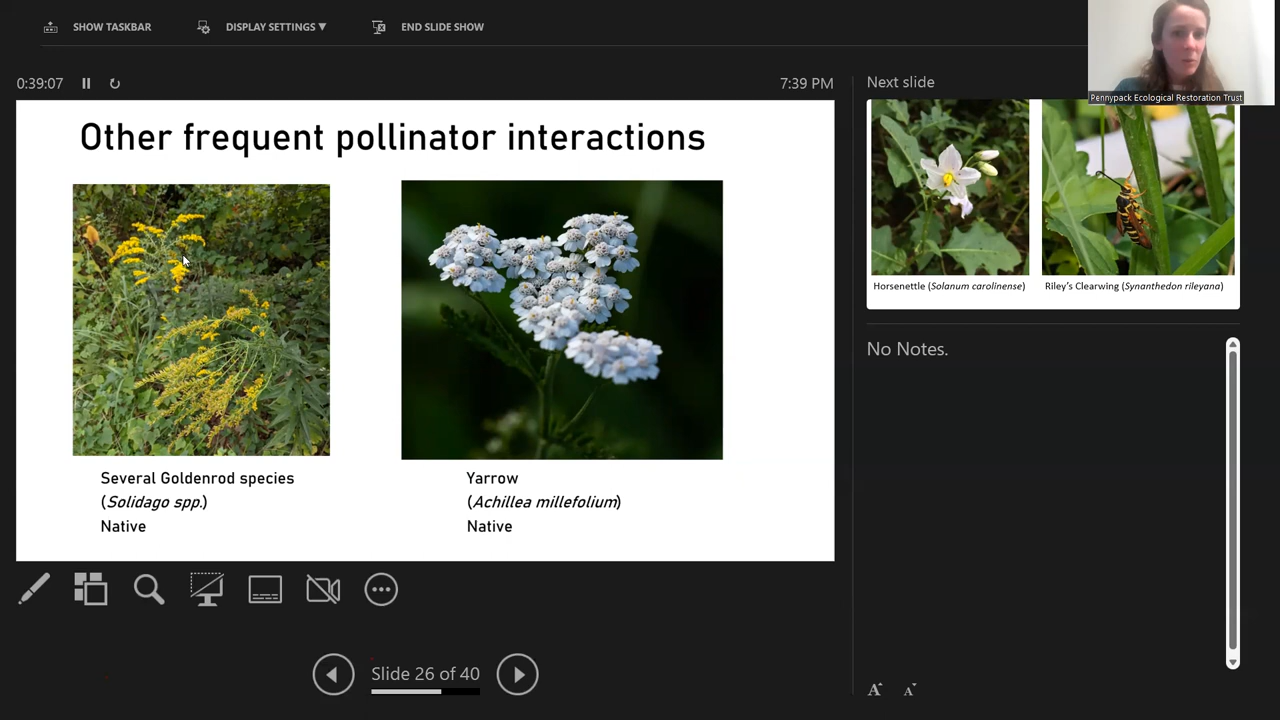 SHOW TASKBAR
DISPLAY SETTINGS ▼
END SLIDE SHOW
0:39:07
7:39 PM
Other frequent pollinator interactions
Several Goldenrod species
(Solidago spp.)
Native
Yarrow
(Achillea millefolium)
Native
Slide 26 of 40
Next slide
Pennypack Ecological Restoration Trust
Horsenettle (Solanum carolinense)
Riley's Clearwing (Synanthedon rileyana)
No Notes.
A
A